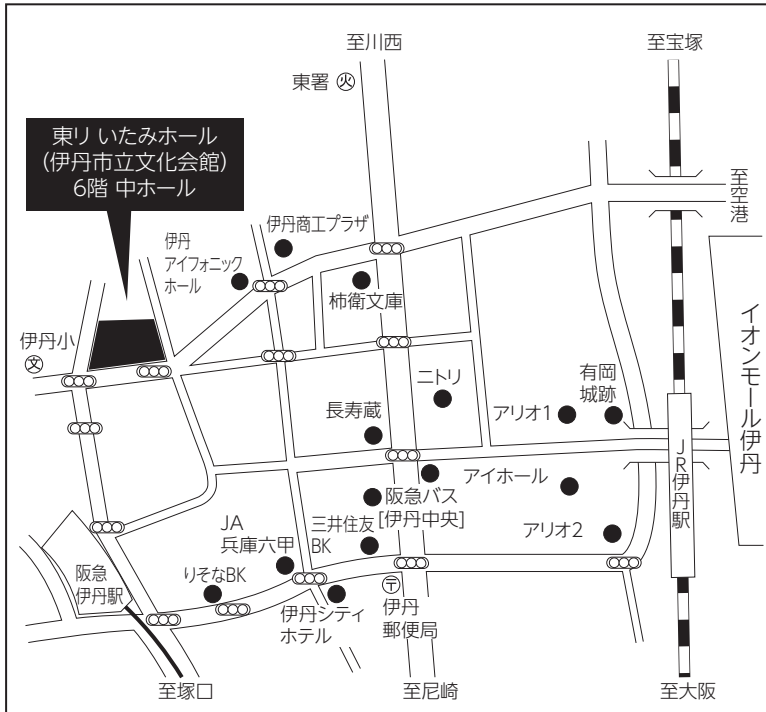 至川西
至宝塚
東署 火
東リ いたみホール
(伊丹市立文化会館)
6階 中ホール
至空港
伊丹商工プラザ
伊丹
アイフォニック
ホール
柿衛文庫
イオンモール伊丹
伊丹小
文
ニトリ
有岡
城跡
アリオ1
長寿蔵
JR伊丹駅
アイホール
阪急バス
[伊丹中央]
JA
兵庫六甲
三井住友
BK
アリオ2
阪急
伊丹駅
りそなBK
伊丹シティ
ホテル
〒
伊丹
郵便局
至塚口
至尼崎
至大阪